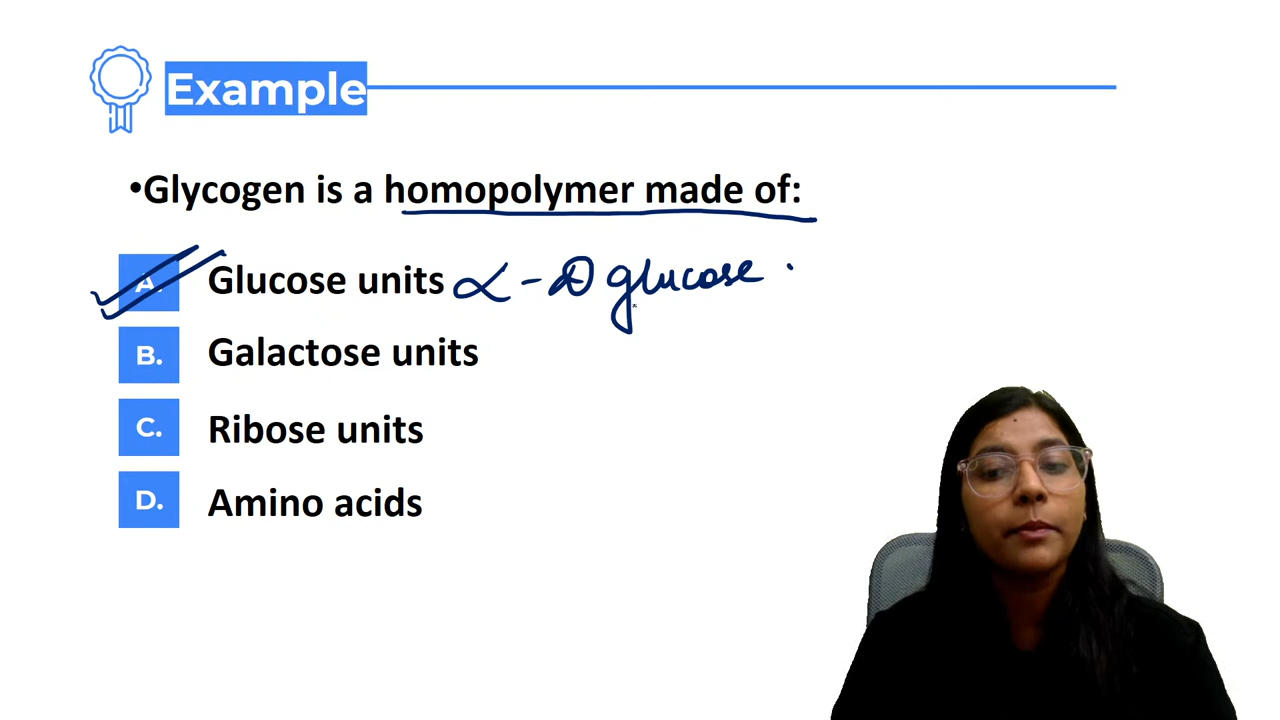 Example
•Glycogen is a homopolymer made of:
A. Glucose units α-D glucose.
B. Galactose units
C. Ribose units
D. Amino acids